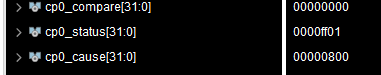 cp0_compare[31:0] 00000000
cp0_status[31:0] 0000ff01
cp0_cause[31:0] 00000800